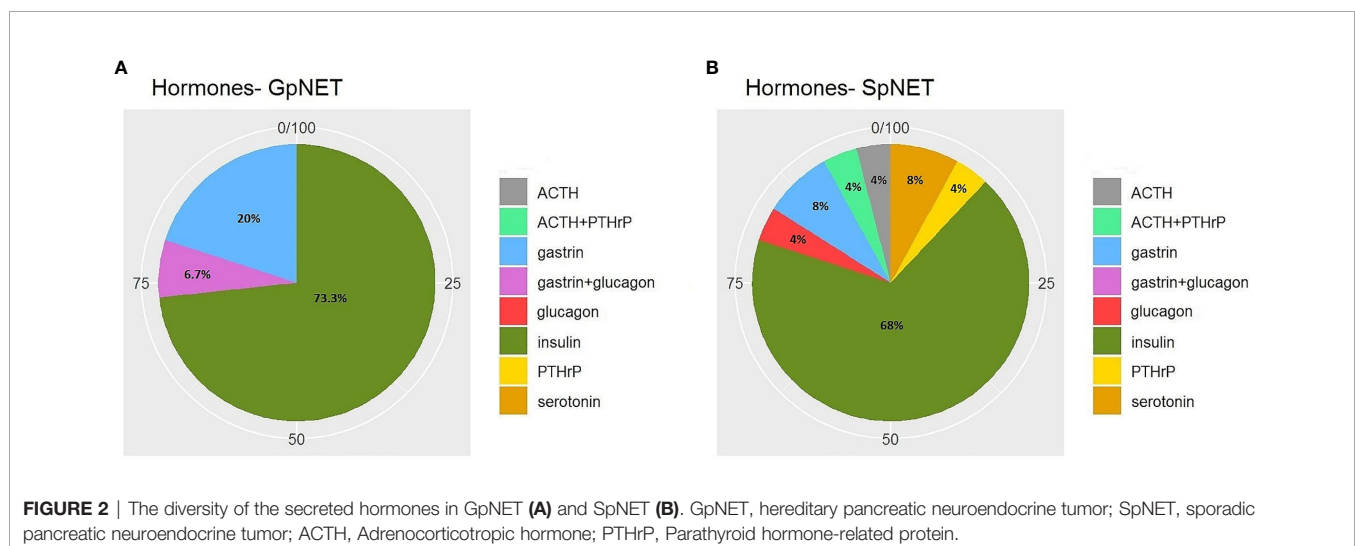 A
Hormones- GpNET
0/100
20%
6.7%
75
25
73.3%
50
ACTH
ACTH+PTHrP
gastrin
gastrin+glucagon
glucagon
insulin
PTHrP
serotonin
B
Hormones- SpNET
0/100
4%
4%
8%
4%
8%
4%
75
25
68%
50
ACTH
ACTH+PTHrP
gastrin
gastrin+glucagon
glucagon
insulin
PTHrP
serotonin
FIGURE 2 | The diversity of the secreted hormones in GpNET (A) and SpNET (B). GpNET, hereditary pancreatic neuroendocrine tumor; SpNET, sporadic
pancreatic neuroendocrine tumor; ACTH, Adrenocorticotropic hormone; PTHrP, Parathyroid hormone-related protein.